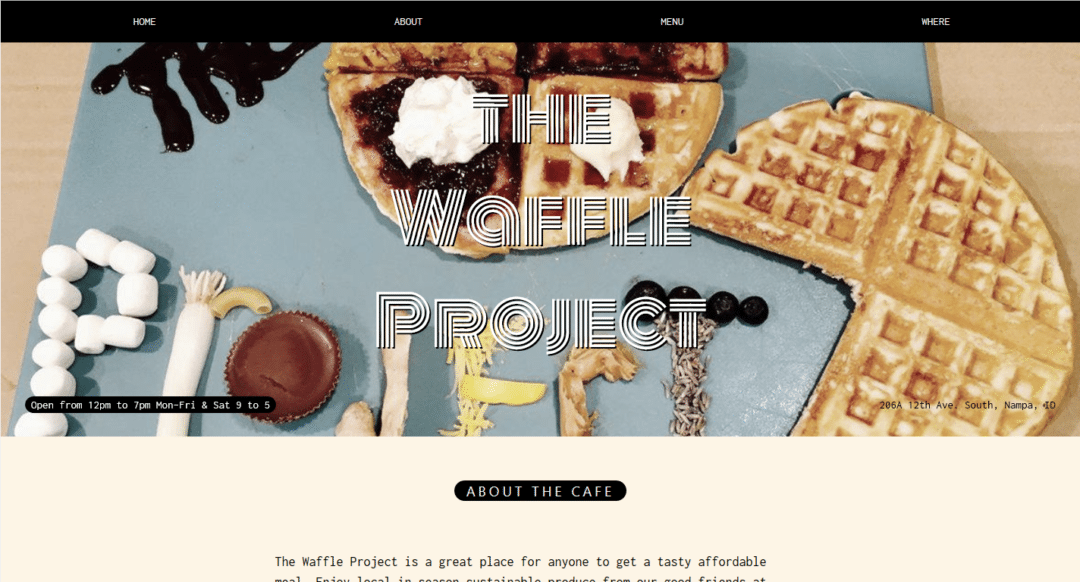 HOME
ABOUT
MENU
WHERE
THE
WAFFLE
PROJECT
Open from 12pm to 7pm Mon-Fri & Sat 9 to 5
206A 12th Ave. South, Nampa, ID
ABOUT THE CAFE
The Waffle Project is a great place for anyone to get a tasty affordable
meal. Enjoy local in season sustainable produce from our good friends at